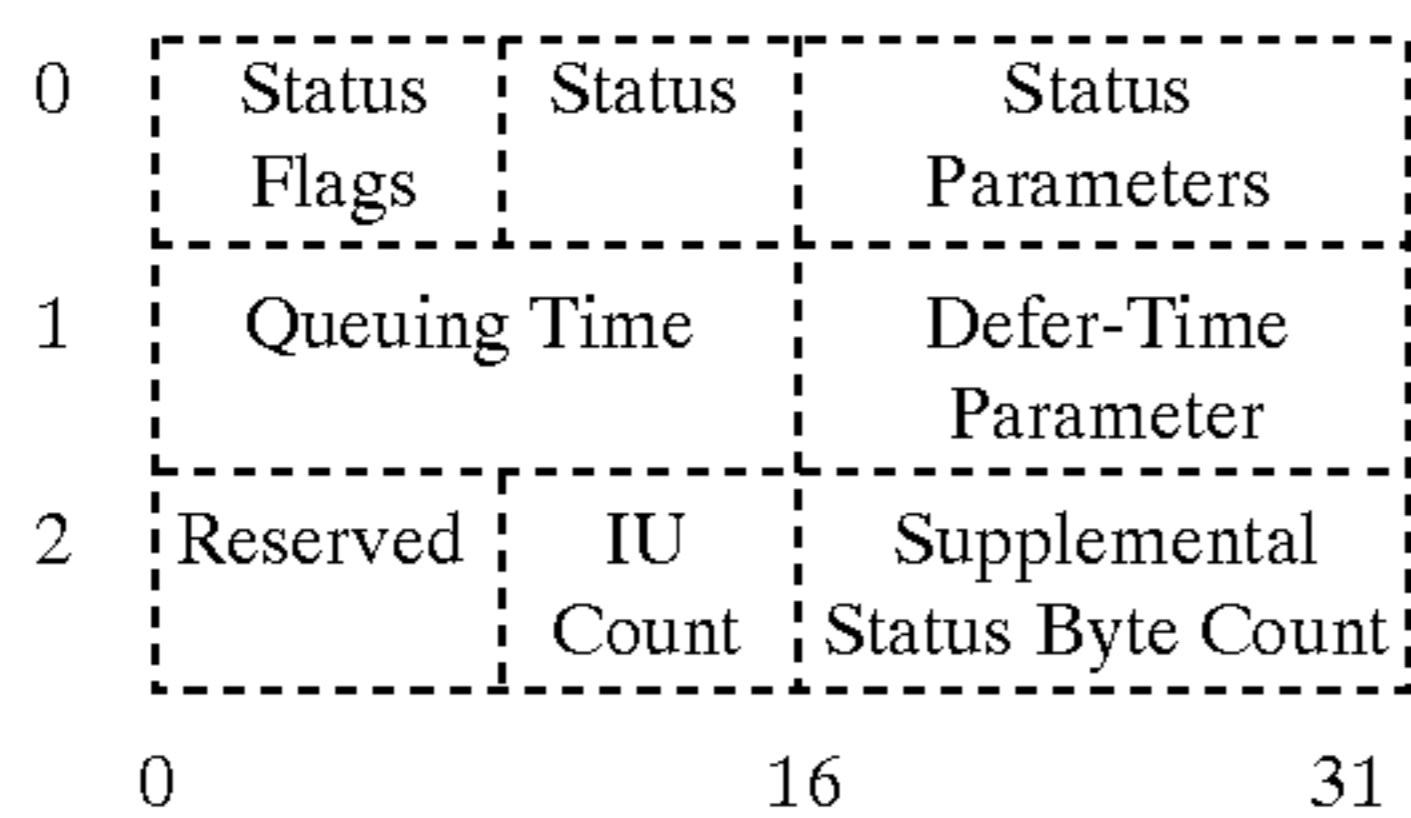 0 Status Status Status
Flags Parameters
1 Queuing Time Defer-Time
Parameter
2 Reserved IU Supplemental
Count Status Byte Count
0 16 31